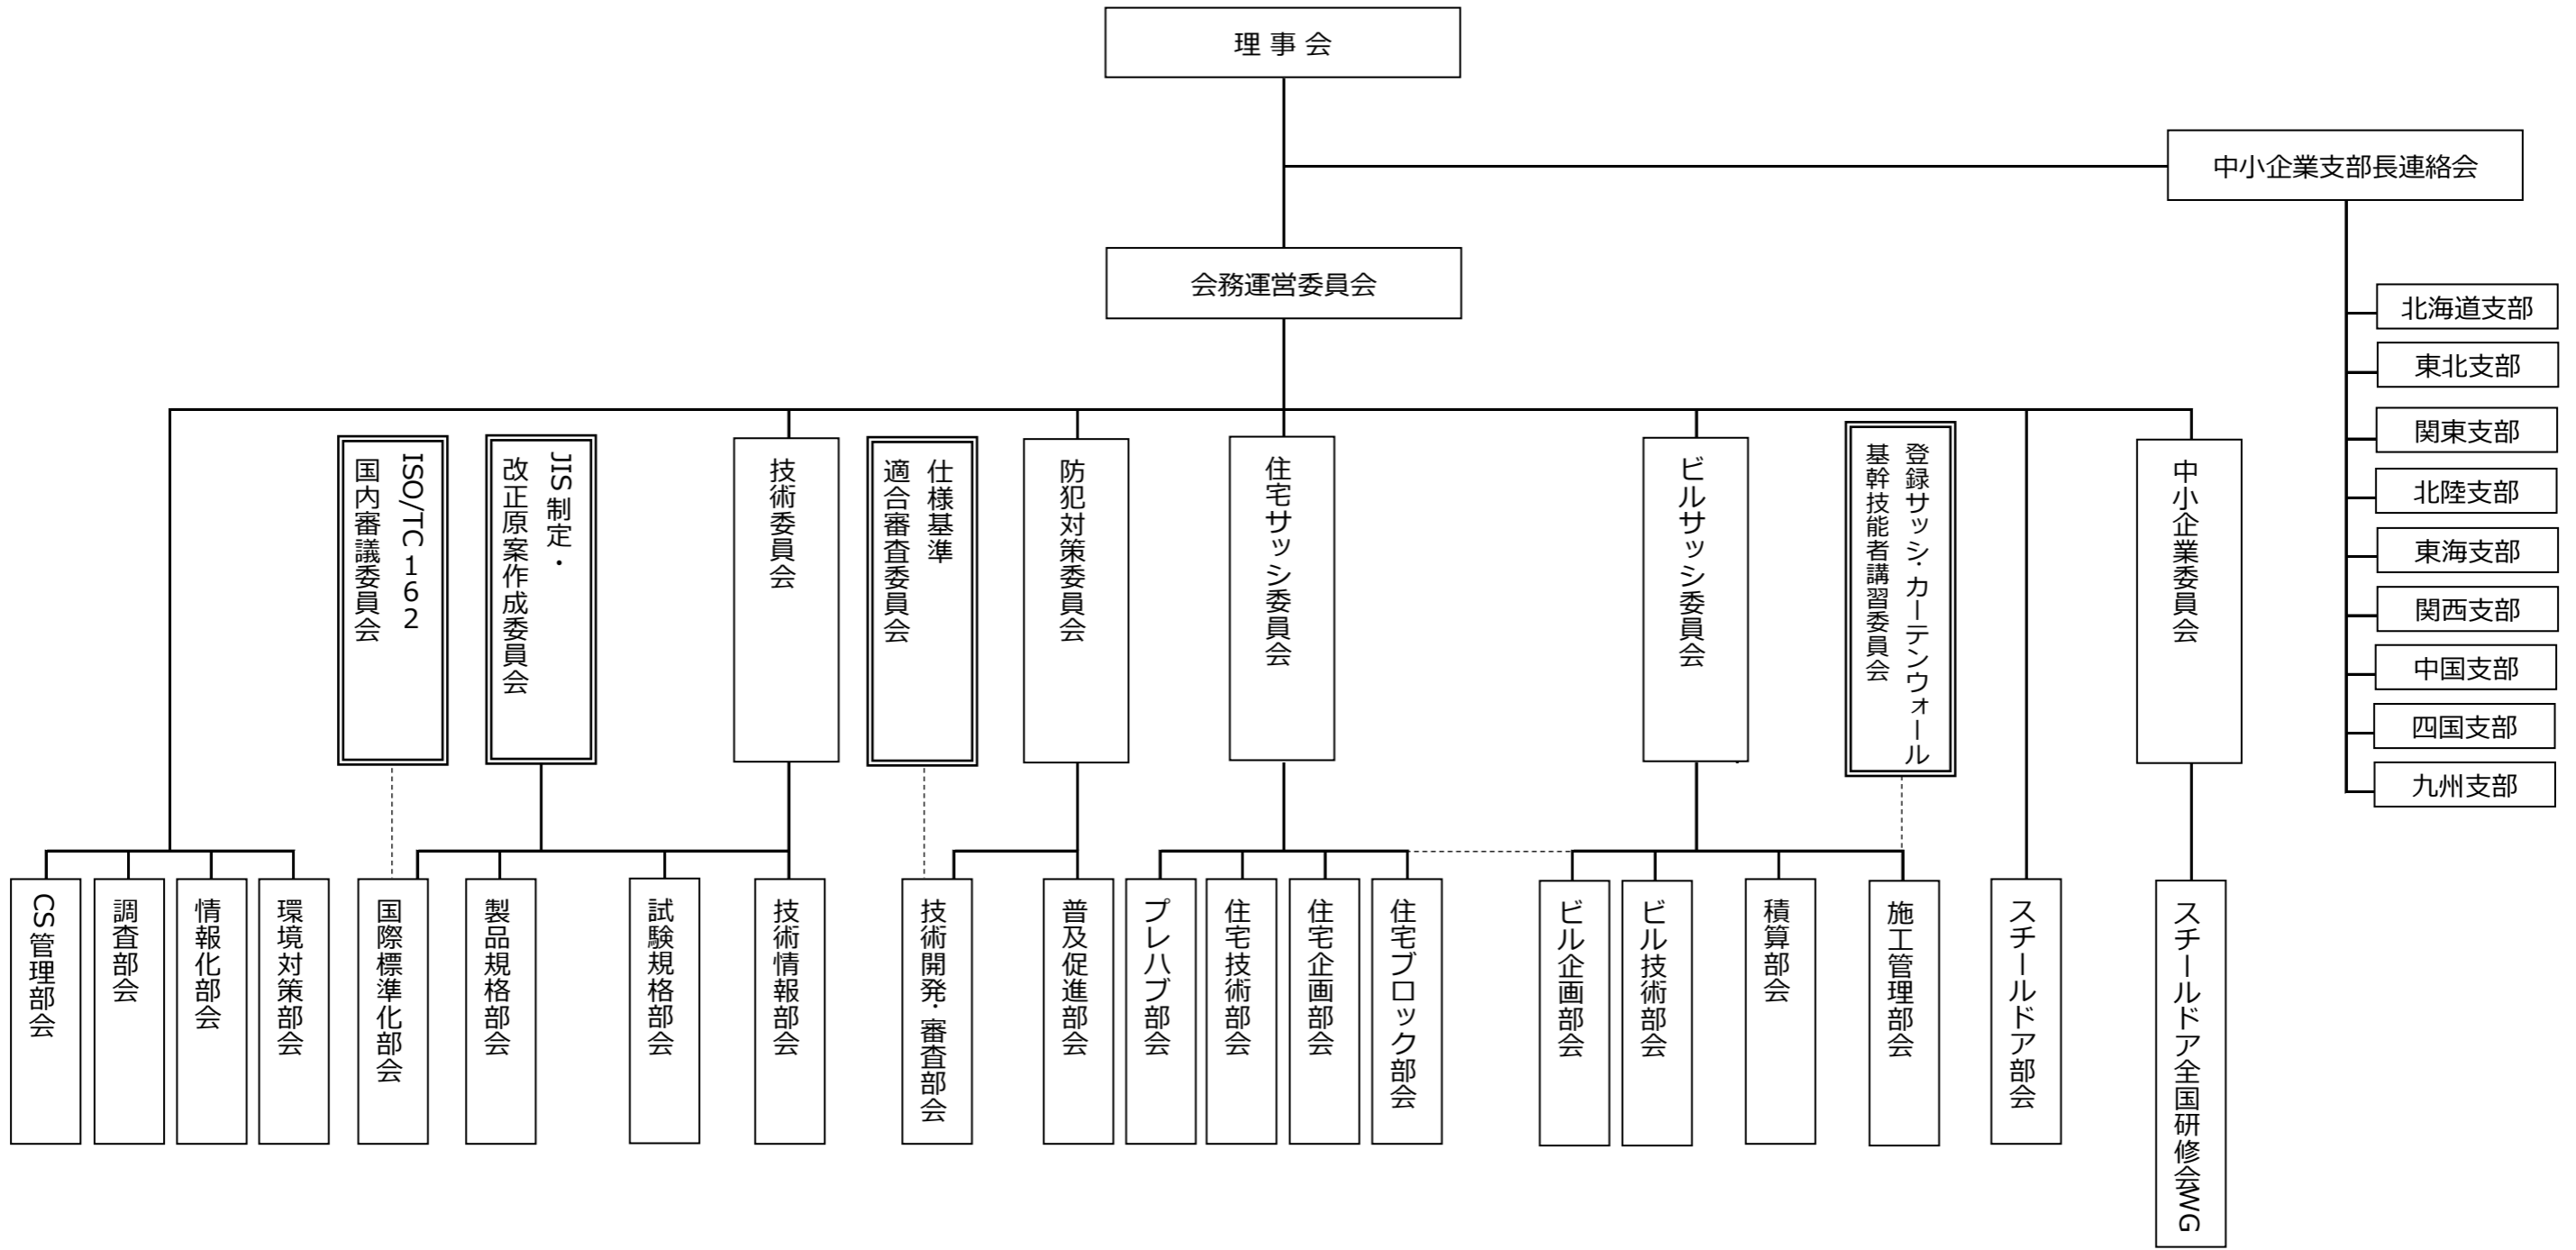 理事会
中小企業支部長連絡会
会務運営委員会
北海道支部
東北支部
関東支部
北陸支部
東海支部
関西支部
中国支部
四国支部
九州支部
ISO/TC 162
国内審議委員会
JIS制定・
改正原案作成委員会
技術委員会
仕様基準
適合審査委員会
防犯対策委員会
住宅サッシ委員会
ビルサッシ委員会
登録サッシ・カーテンウォール
基幹技能者講習委員会
中小企業委員会
CS管理部会
調査部会
情報化部会
環境対策部会
国際標準化部会
製品規格部会
試験規格部会
技術情報部会
技術開発・審査部会
普及促進部会
プレハブ部会
住宅技術部会
住宅企画部会
住宅ブロック部会
ビル企画部会
ビル技術部会
積算部会
施工管理部会
スチールドア部会
スチールドア全国研修会WG